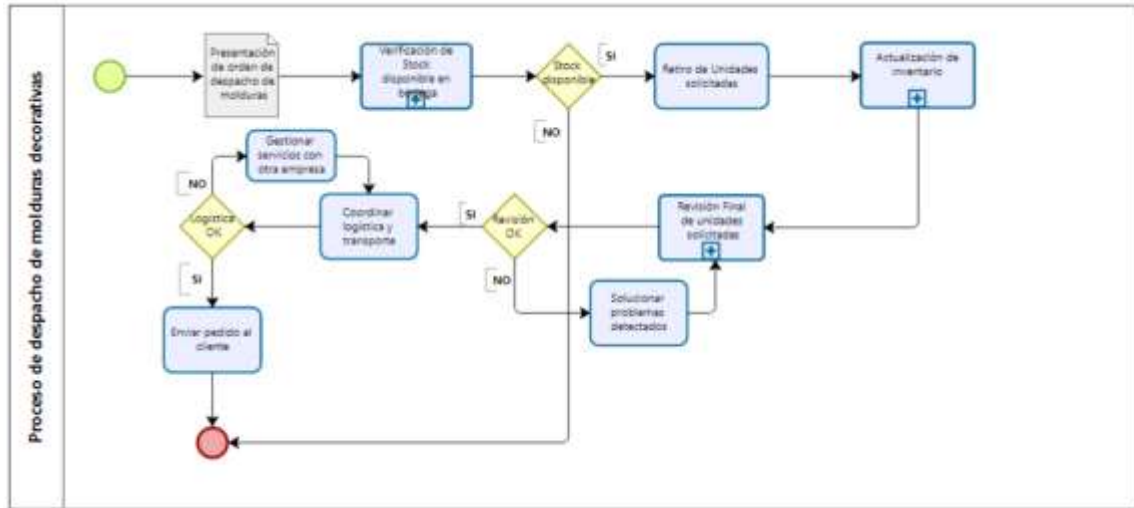 Proceso de despacho de molduras decorativas
Presentación
de orden de
despacho de
molduras
Verificación de
Stock
disponible en
bodega
Stock
disponible
SI
Retiro de Unidades
solicitadas
Actualización de
inventario
NO
Gestionar
servicios con
otra empresa
NO
Logística
OK
Coordinar
logística y
transporte
SI
Revisión
OK
Revisión Final
de unidades
solicitadas
SI
NO
Solucionar
problemas
detectados
Enviar pedido al
cliente